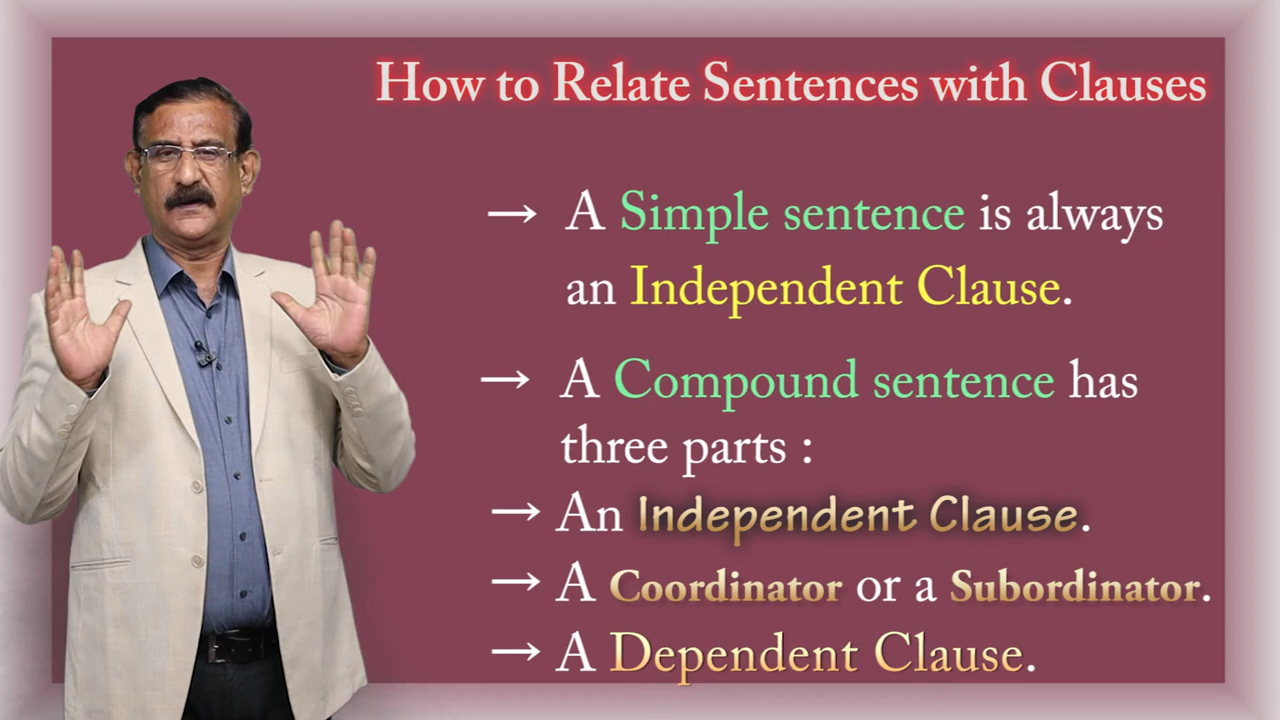 How to Relate Sentences with Clauses
→ A Simple sentence is always
an Independent Clause.
→ A Compound sentence has
three parts :
→ An Independent Clause.
→ A Coordinator or a Subordinator.
→ A Dependent Clause.